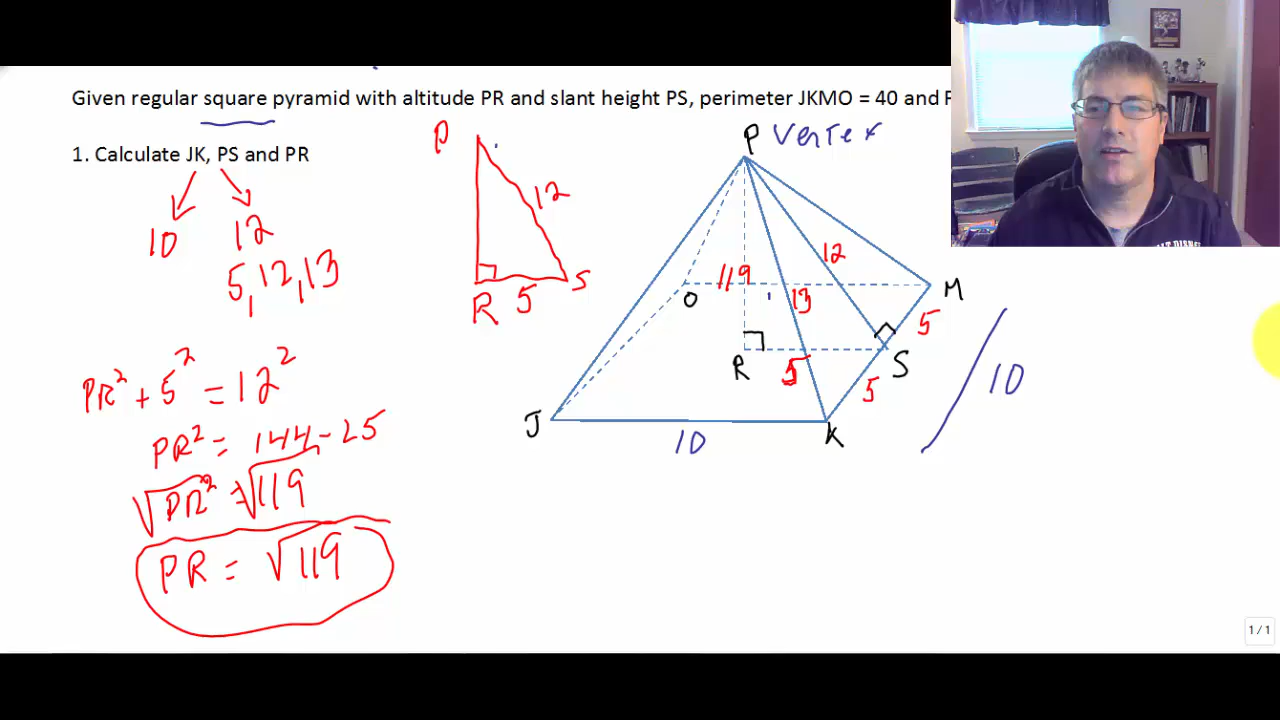 Given regular square pyramid with altitude PR and slant height PS, perimeter JKMO = 40 and
1. Calculate JK, PS and PR
10
12
5, 12, 13
PR² + 5² = 12²
PR² = 144 - 25
√PR² = √119
PR = √119
P
12
R
5
S
P vertex
12
119
O
13
M
5
R
5
S
5
10
J
10
K
1 / 1